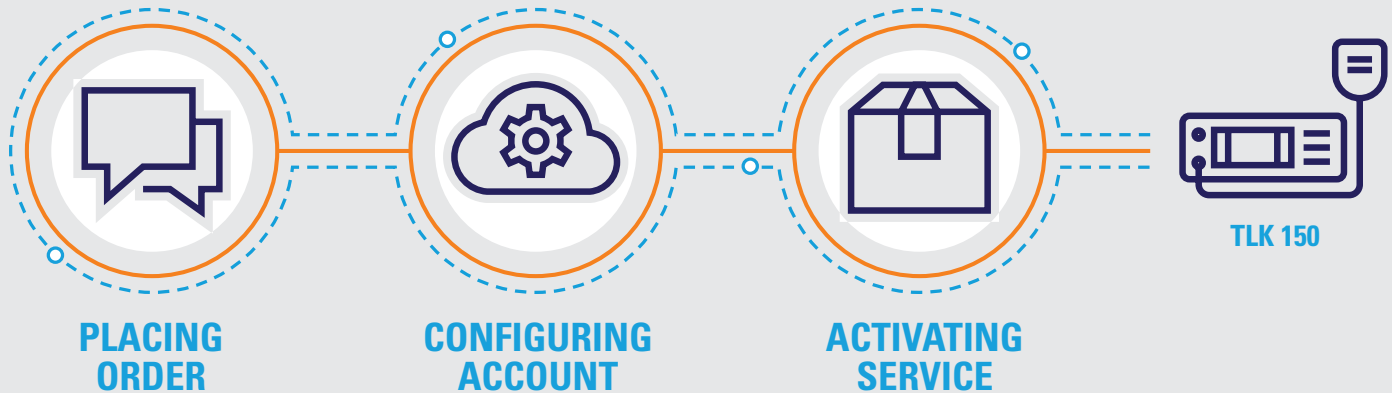 PLACING
ORDER
CONFIGURING
ACCOUNT
ACTIVATING
SERVICE
TLK 150